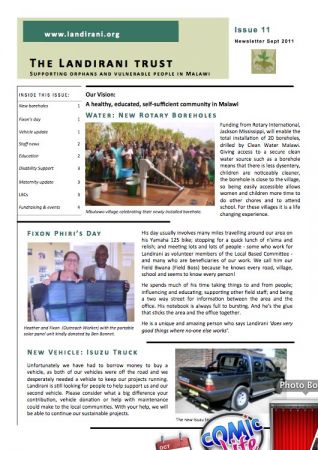 www.landirani.org
Issue 11
Newsletter Sept 2011
THE LANDIRANI TRUST
SUPPORTING ORPHANS AND VULNERABLE PEOPLE IN MALAWI
INSIDE THIS ISSUE:
New boreholes 1
Fixon's day 1
Vehicle update 1
Staff news 2
Education 2
Disability Support 3
Maternity update 3
LRCs 3
Fundraising & events 4
Our Vision:
A healthy, educated, self-sufficient community in Malawi
WATER: NEW ROTARY BOREHOLES
Mbulawa village celebrating their newly installed borehole.
Funding from Rotary International,
Jackson Mississippi, will enable the
total installation of 20 boreholes,
drilled by Clean Water Malawi.
Giving access to a secure clean
water source such as a borehole
means that there is less dysentery,
children are noticeably cleaner,
the borehole is close to the village,
so being easily accessible allows
women and children more time to
do other chores and to attend
school. For these villages it is a life
changing experience.
FIXON PHIRI'S DAY
Heather and Fixon (Outreach Workers) with the portable
solar panel unit kindly donated by Ben Bonnet.
His day usually involves many miles travelling around our area on
his Yamaha 125 bike; stopping for a quick lunch of n'sima and
relish; and meeting lots and lots of people - some who work for
Landirani as volunteer members of the Local Based Committee -
and many who are beneficiaries of our work. We call him our
Field Bwana (Field Boss) because he knows every road, village,
school and seems to know every person!
He spends much of his time taking things to and from people;
influencing and educating; supporting other field staff; and being
a two way street for information between the area and the
office. His notebook is always full to bursting. And he's the glue
that sticks the area and the office together.
He is a unique and amazing person who says Landirani 'does very
good things where no-one else works'.
NEW VEHICLE: ISUZU TRUCK
Unfortunately we have had to borrow money to buy a
vehicle, as both of our vehicles were off the road and we
desperately needed a vehicle to keep our projects running.
Landirani is still looking for people to help support us and our
second vehicle. Please consider what a big difference your
contribution, vehicle donation or help with maintenance
could make to the local communities. With your help, we will
be able to continue our sustainable projects.
'The new Isuzu
Photo Bo
COMIC
Life
OCT